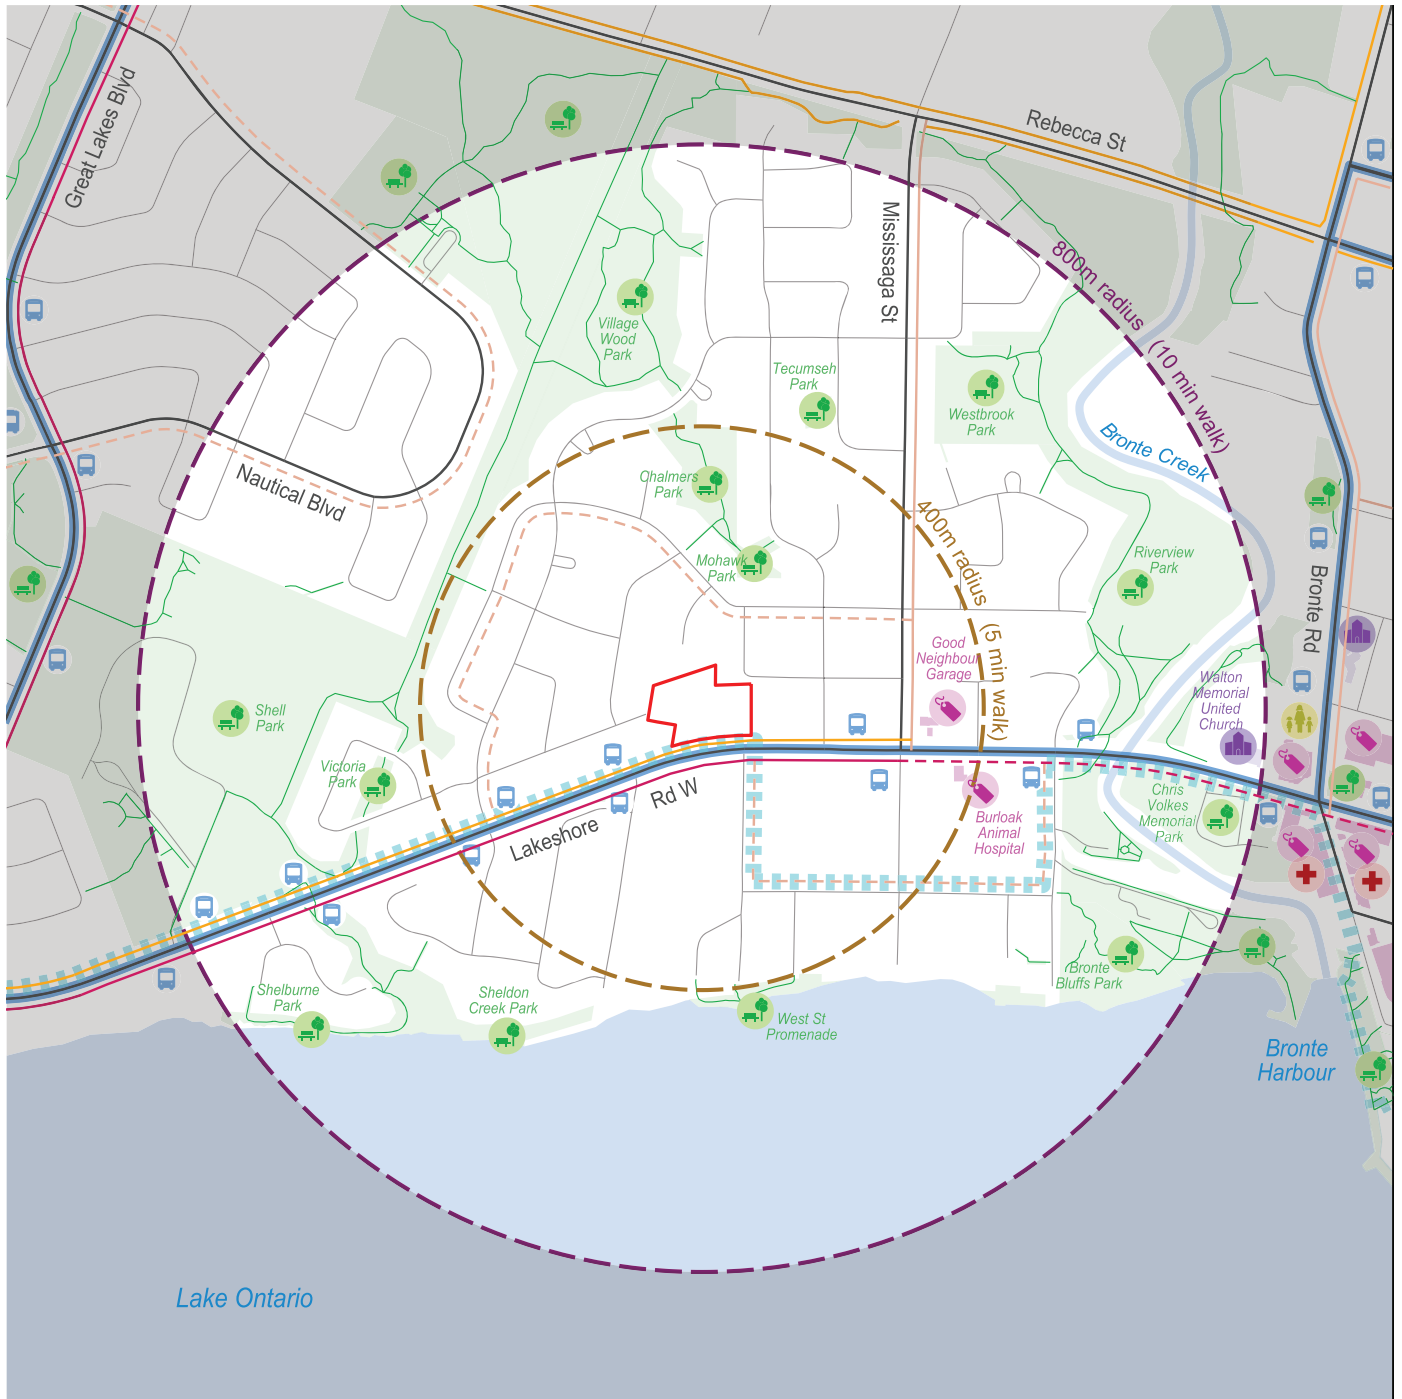 Great Lakes Blvd
Rebecca St
Mississaga St
800m radius
(10 min walk)
Village
Wood
Park
Tecumseh
Park
Westbrook
Park
Bronte Creek
Nautical Blvd
Chalmers
Park
400m radius
(5 min walk)
Mohawk
Park
Riverview
Park
Bronte Rd
Good
Neighbour
Garage
Walton
Memorial
United
Church
Shell
Park
Victoria
Park
Lakeshore
Rd W
Chris
Volkes
Memorial
Park
Burloak
Animal
Hospital
Shelburne
Park
Sheldon
Creek Park
West St
Promenade
Bronte
Bluffs Park
Bronte
Harbour
Lake Ontario